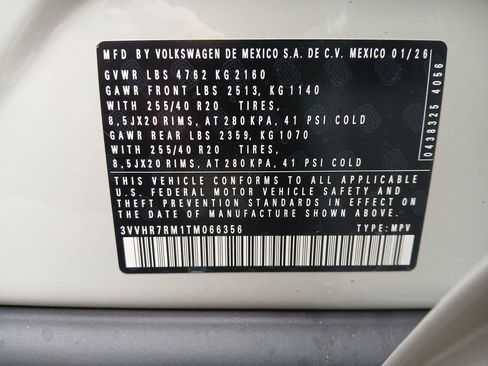 MFD BY VOLKSWAGEN DE MEXICO S.A. DE C.V. MEXICO 01/26
GVWR LBS 4762 KG 2160
GAWR FRONT LBS 2513, KG 1140
WITH 255/40 R20 TIRES,
8,5JX20 RIMS, AT 280 KPA, 41 PSI COLD
GAWR REAR LBS 2359, KG 1070
WITH 255/40 R20 TIRES,
8,5JX20 RIMS, AT 280 KPA, 41 PSI COLD
THIS VEHICLE CONFORMS TO ALL APPLICABLE
U.S. FEDERAL MOTOR VEHICLE SAFETY AND
THEFT PREVENTION STANDARDS IN EFFECT ON THE
DATE OF MANUFACTURE SHOWN ABOVE.
3VVHR7RM1TM066356 TYPE: MPV
0438325 4056